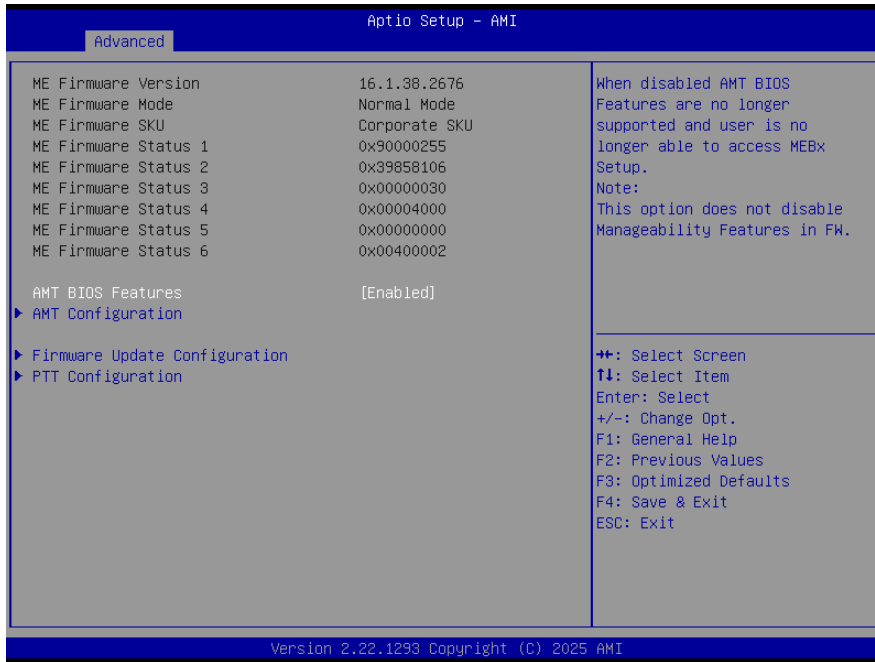 Aptio Setup - AMI
Advanced
ME Firmware Version 16.1.38.2676
ME Firmware Mode Normal Mode
ME Firmware SKU Corporate SKU
ME Firmware Status 1 0x90000255
ME Firmware Status 2 0x39858106
ME Firmware Status 3 0x00000030
ME Firmware Status 4 0x00004000
ME Firmware Status 5 0x00000000
ME Firmware Status 6 0x00400002
AMT BIOS Features [Enabled]
AMT Configuration
Firmware Update Configuration
PTT Configuration
When disabled AMT BIOS
Features are no longer
supported and user is no
longer able to access MEBx
Setup.
Note:
This option does not disable
Manageability Features in FW.
→←: Select Screen
↑↓: Select Item
Enter: Select
+/-: Change Opt.
F1: General Help
F2: Previous Values
F3: Optimized Defaults
F4: Save & Exit
ESC: Exit
Version 2.22.1293 Copyright (C) 2025 AMI